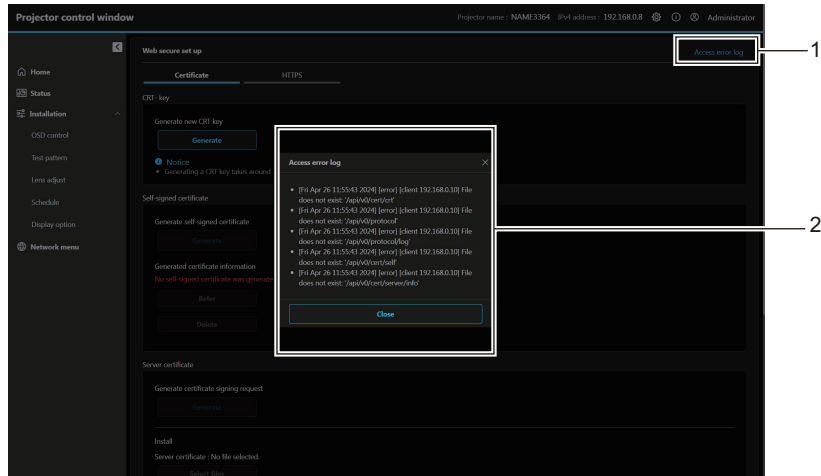 Projector control window
Projector name : NAME3364 IPv4 address : 192.168.0.8 Administrator
Home
Status
Installation
OSD control
Test pattern
Lens adjust
Schedule
Display option
Network menu
Web secure set up
Access error log
1
Certificate
HTTPS
CRT- key
Generate new CRT key
Generate
Notice
• Generating a CRT key takes around
Self-signed certificate
Generate self-signed certificate
Generate
Generated certificate information
No self-signed certificate was generate
Refer
Delete
Access error log
• [Fri Apr 26 11:55:43 2024] [error] [client 192.168.0.10] File
does not exist: '/api/v0/cert/crt'
• [Fri Apr 26 11:55:43 2024] [error] [client 192.168.0.10] File
does not exist: '/api/v0/protocol'
• [Fri Apr 26 11:55:43 2024] [error] [client 192.168.0.10] File
does not exist: '/api/v0/protocol/log'
• [Fri Apr 26 11:55:43 2024] [error] [client 192.168.0.10] File
does not exist: '/api/v0/cert/self'
• [Fri Apr 26 11:55:43 2024] [error] [client 192.168.0.10] File
does not exist: '/api/v0/cert/server/info'
Close
2
Server certificate
Generate certificate signing request
Generate
Install
Server certificate : No file selected.
Select files